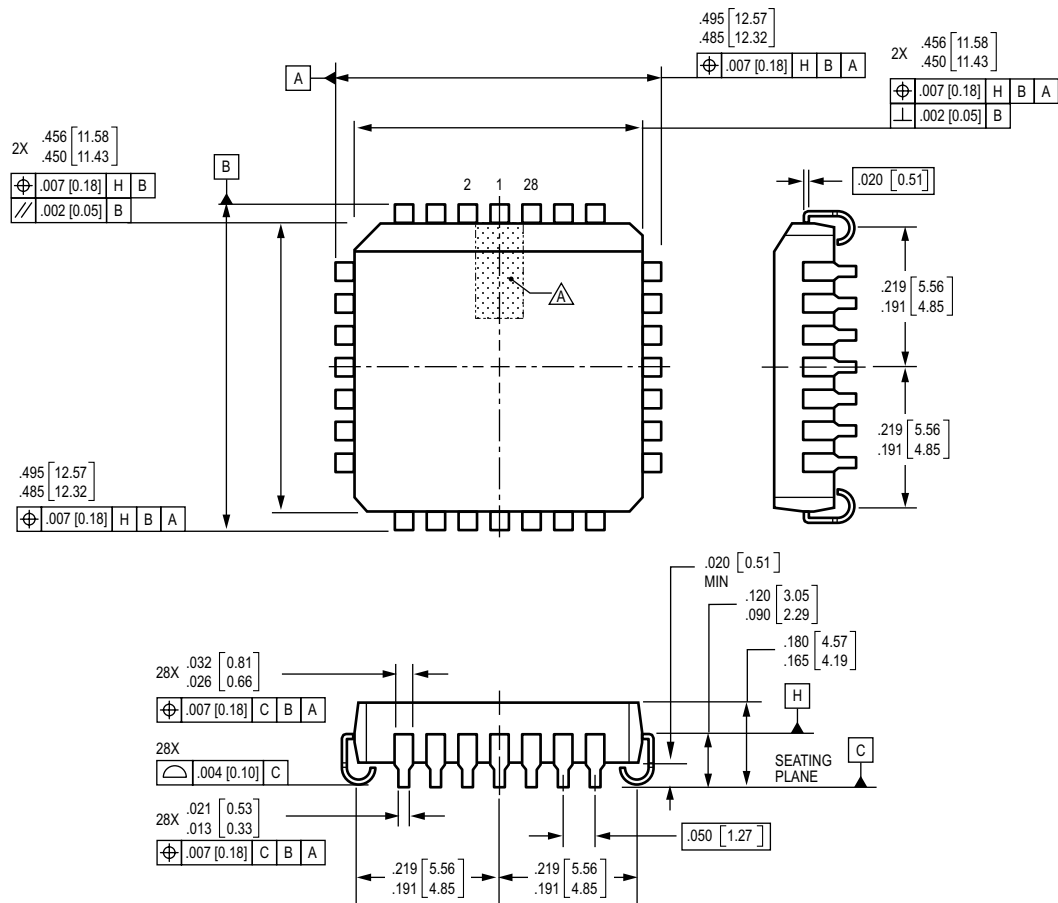 .495 [12.57]
.485 [12.32]
⌖ .007 [0.18] H B A
A
2X .456 [11.58]
.450 [11.43]
⌖ .007 [0.18] H B A
⊥ .002 [0.05] B
2X .456 [11.58]
.450 [11.43]
⌖ .007 [0.18] H B
// .002 [0.05] B
B
2 1 28
A
.020 [0.51]
.219 [5.56]
.191 [4.85]
.219 [5.56]
.191 [4.85]
.495 [12.57]
.485 [12.32]
⌖ .007 [0.18] H B A
.020 [0.51]
MIN
.120 [3.05]
.090 [2.29]
.180 [4.57]
.165 [4.19]
28X .032 [0.81]
.026 [0.66]
⌖ .007 [0.18] C B A
H
28X
⌓ .004 [0.10] C
SEATING
PLANE
C
28X .021 [0.53]
.013 [0.33]
⌖ .007 [0.18] C B A
.050 [1.27]
.219 [5.56]
.191 [4.85]
.219 [5.56]
.191 [4.85]